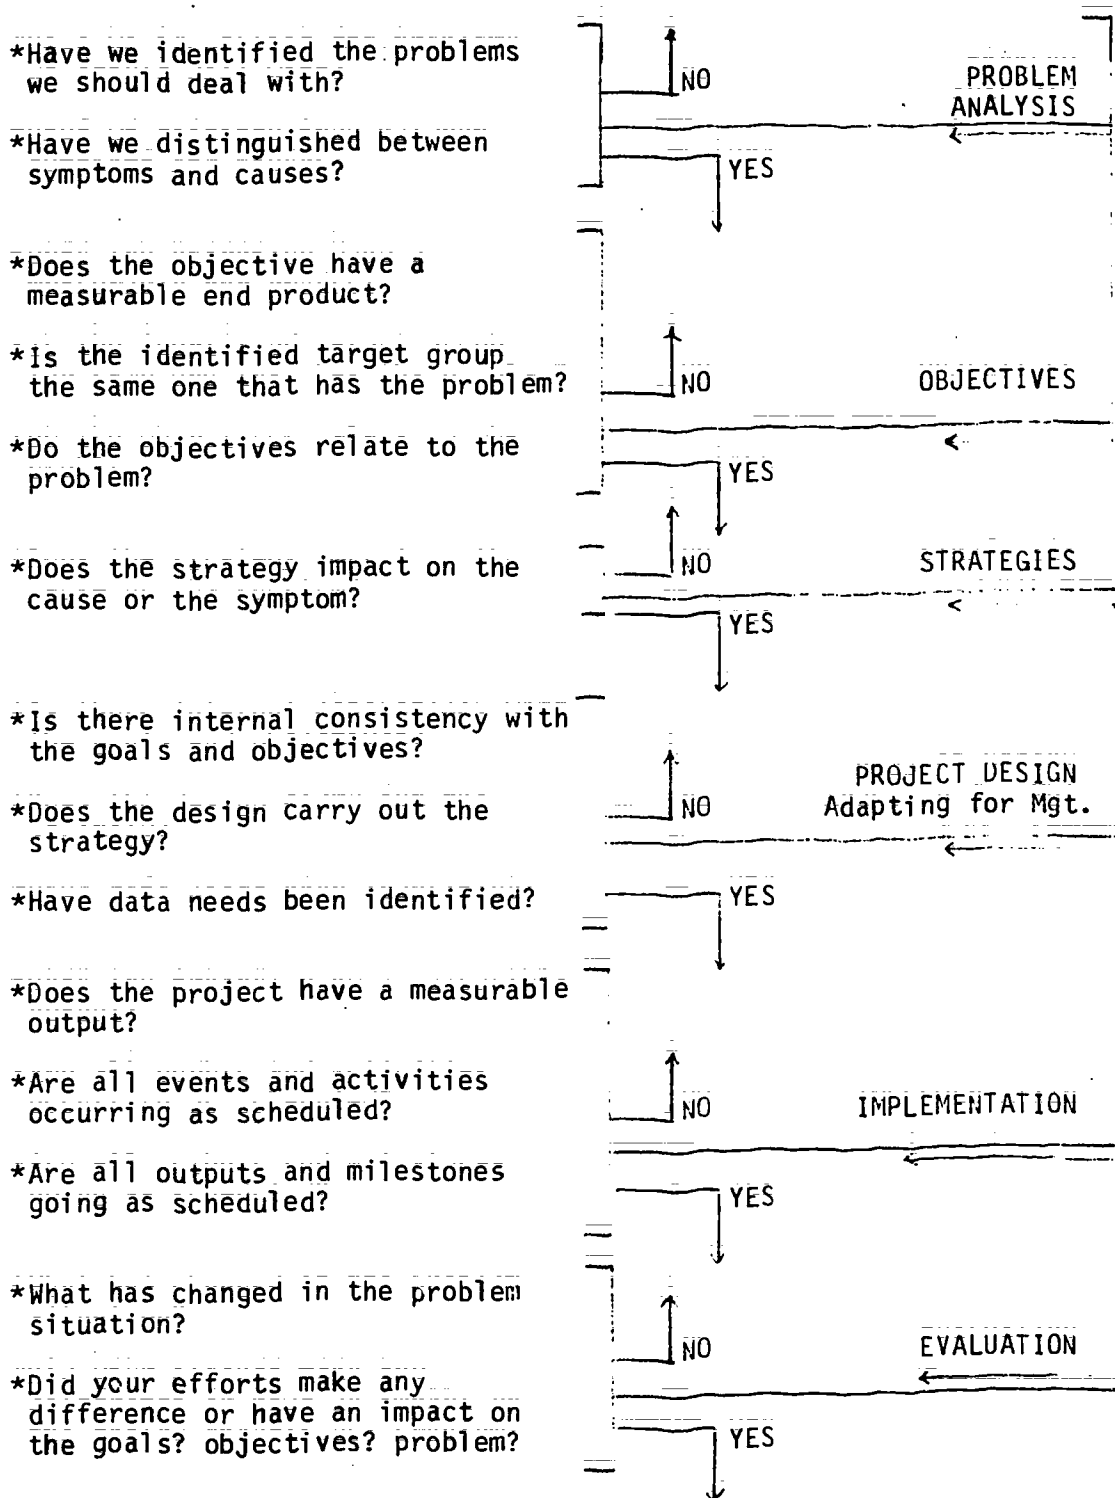 *Have we identified the problems
we should deal with?
NO
PROBLEM
ANALYSIS
*Have we distinguished between
symptoms and causes?
YES
*Does the objective have a
measurable end product?
*Is the identified target group
the same one that has the problem?
NO
OBJECTIVES
*Do the objectives relate to the
problem?
YES
*Does the strategy impact on the
cause or the symptom?
NO
STRATEGIES
YES
*Is there internal consistency with
the goals and objectives?
PROJECT DESIGN
Adapting for Mgt.
*Does the design carry out the
strategy?
NO
*Have data needs been identified?
YES
*Does the project have a measurable
output?
*Are all events and activities
occurring as scheduled?
NO
IMPLEMENTATION
*Are all outputs and milestones
going as scheduled?
YES
*What has changed in the problem
situation?
NO
EVALUATION
*Did your efforts make any
difference or have an impact on
the goals? objectives? problem?
YES